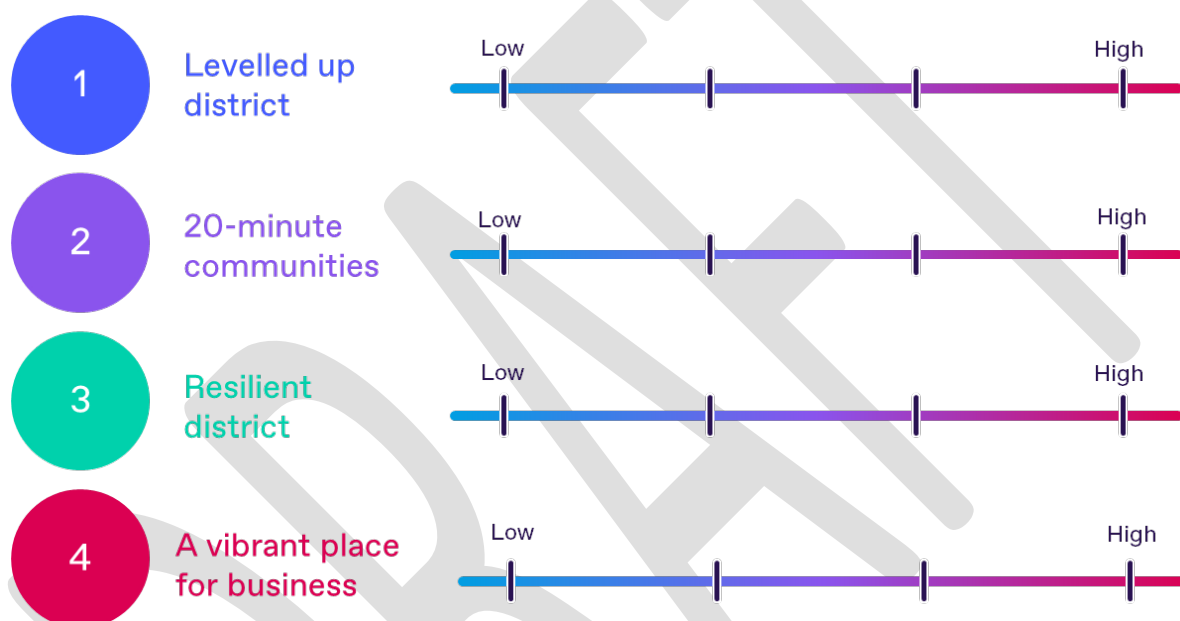 1
Levelled up
district
Low
High
2
20-minute
communities
Low
High
3
Resilient
district
Low
High
4
A vibrant place
for business
Low
High
DRAFT